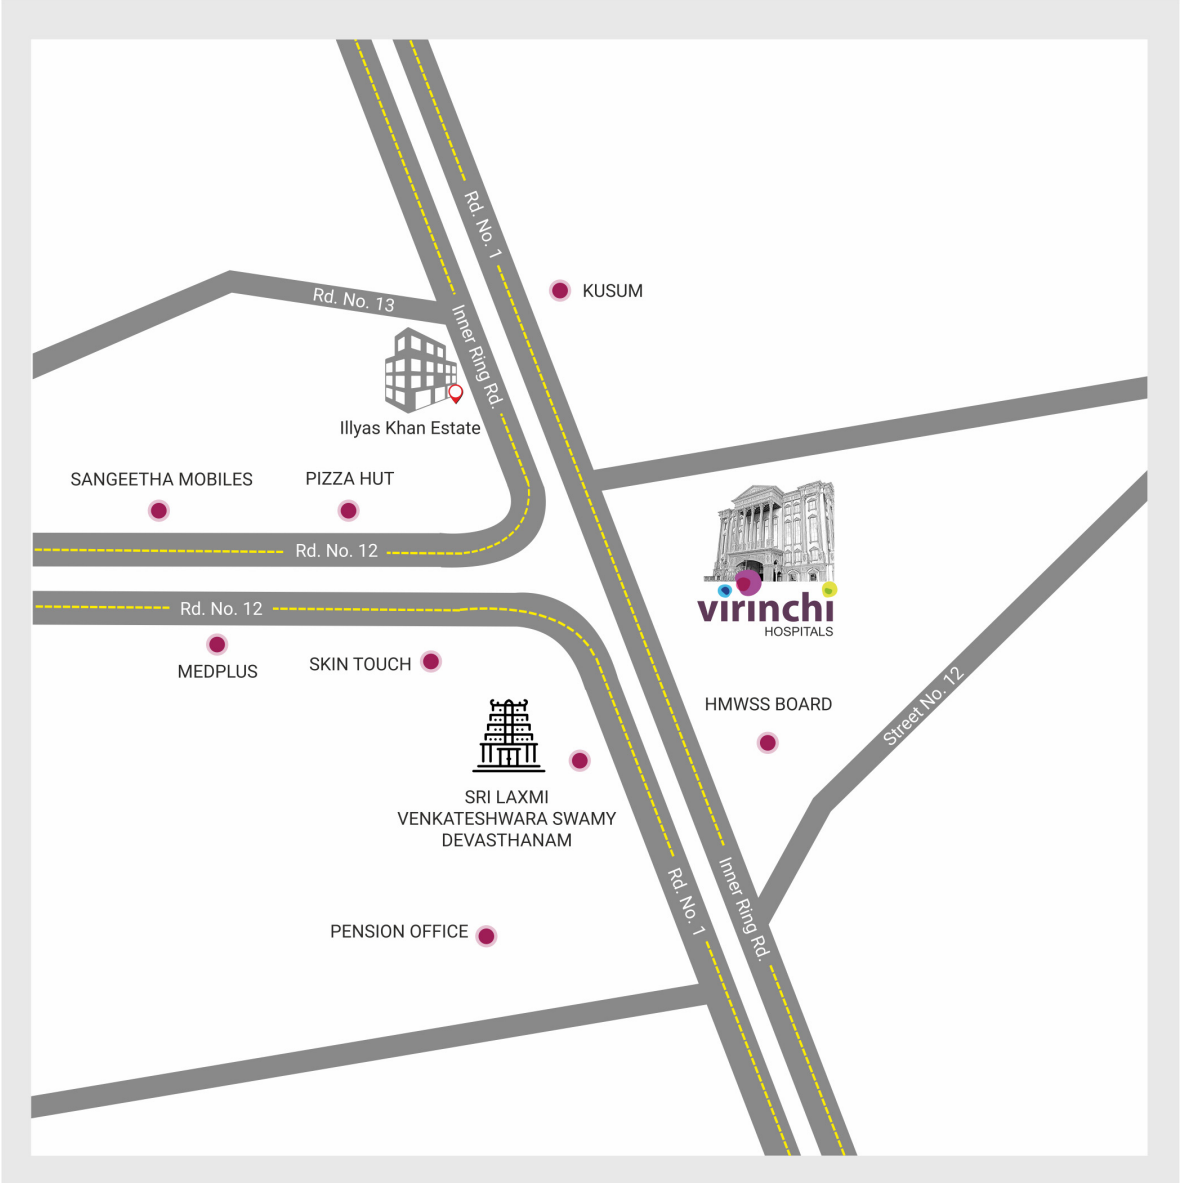 Rd. No. 1
KUSUM
Rd. No. 13
Inner Ring Rd.
Illyas Khan Estate
SANGEETHA MOBILES
PIZZA HUT
Rd. No. 12
Rd. No. 12
virinchi
HOSPITALS
MEDPLUS
SKIN TOUCH
HMWSS BOARD
Street No. 12
SRI LAXMI
VENKATESHWARA SWAMY
DEVASTHANAM
Rd. No. 1
Inner Ring Rd.
PENSION OFFICE